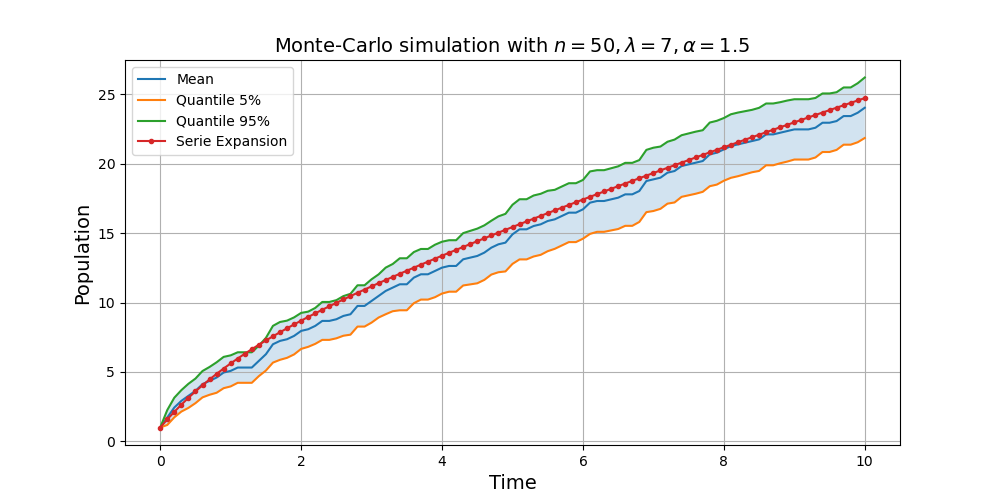 Monte-Carlo simulation with n = 50, λ = 7, α = 1.5
Mean
Quantile 5%
Quantile 95%
Serie Expansion
Population
25
20
15
10
5
0
0 2 4 6 8 10
Time